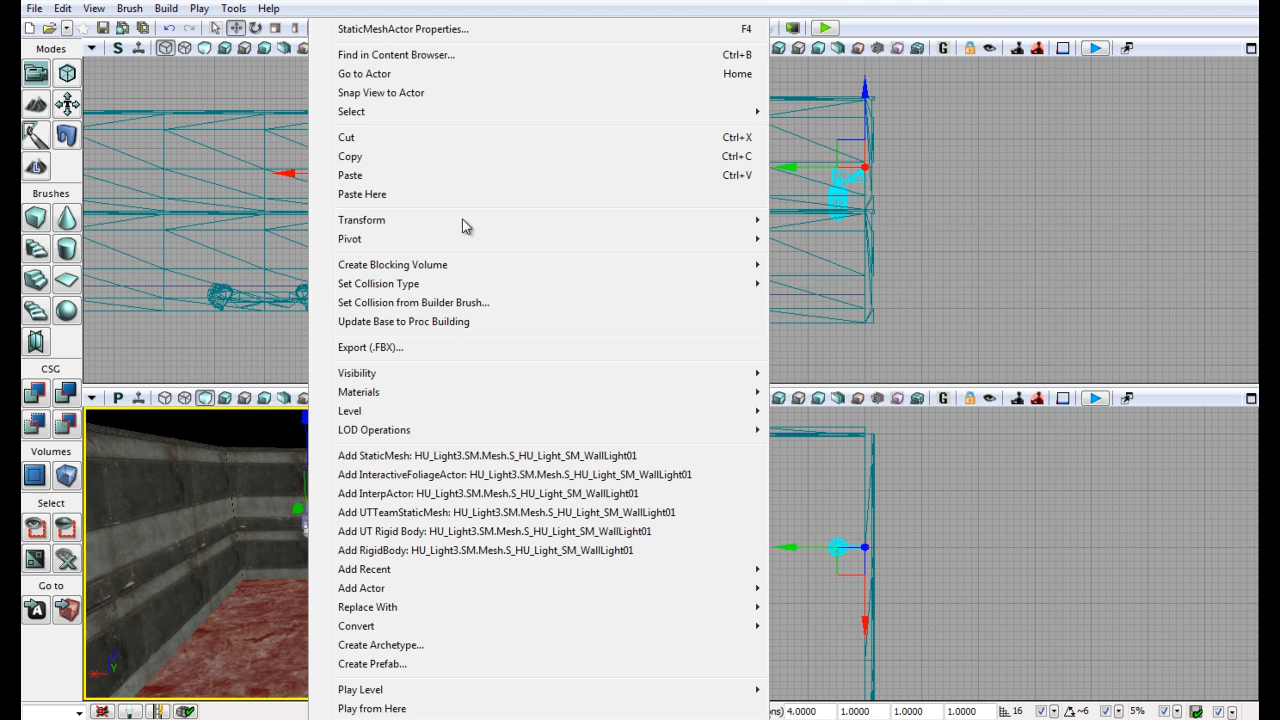 File Edit View Brush Build Play Tools Help
StaticMeshActor Properties... F4
Modes
S
G
Find in Content Browser... Ctrl+B
Go to Actor Home
Snap View to Actor
Select
Cut Ctrl+X
Copy Ctrl+C
Paste Ctrl+V
Paste Here
Brushes
Transform
Pivot
Create Blocking Volume
Set Collision Type
Set Collision from Builder Brush...
Update Base to Proc Building
Export (.FBX)...
CSG
Visibility
Materials
P
G
Level
LOD Operations
Volumes
Add StaticMesh: HU_Light3.SM.Mesh.S_HU_Light_SM_WallLight01
Add InteractiveFoliageActor: HU_Light3.SM.Mesh.S_HU_Light_SM_WallLight01
Add InterpActor: HU_Light3.SM.Mesh.S_HU_Light_SM_WallLight01
Select
Add UTTeamStaticMesh: HU_Light3.SM.Mesh.S_HU_Light_SM_WallLight01
Add UT Rigid Body: HU_Light3.SM.Mesh.S_HU_Light_SM_WallLight01
Add RigidBody: HU_Light3.SM.Mesh.S_HU_Light_SM_WallLight01
Add Recent
Go to
Add Actor
Replace With
Convert
Create Archetype...
Create Prefab...
Z
X Y
Play Level
Play from Here
ons) 4.0000 1.0000 1.0000 1.0000 16 ~6 5%